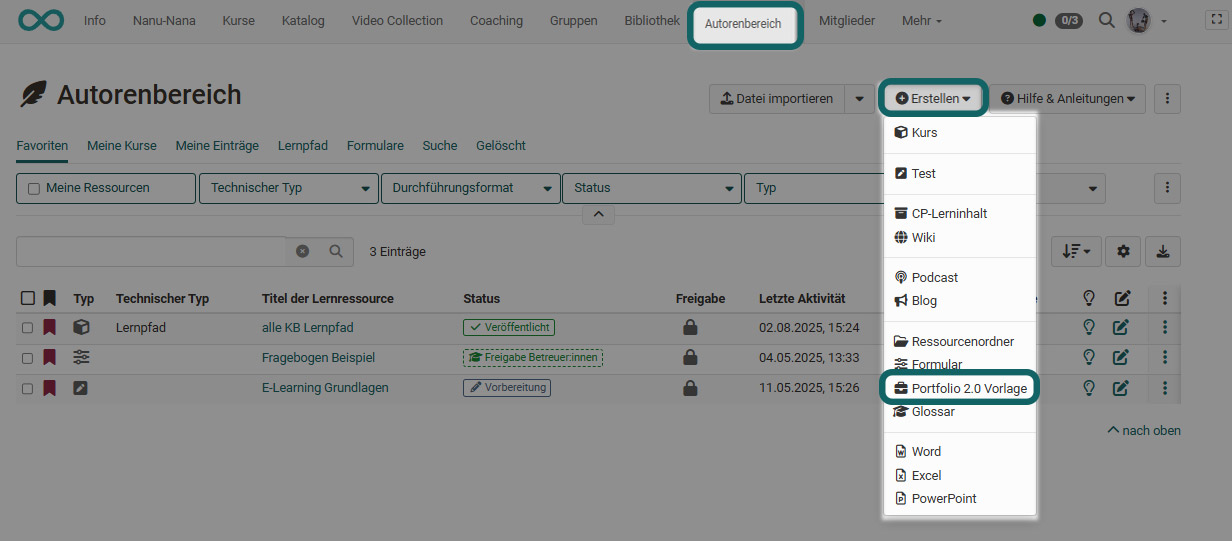 Info Nanu-Nana Kurse Katalog Video Collection Coaching Gruppen Bibliothek Autorenbereich Mitglieder Mehr 0/3
Autorenbereich
Datei importieren Erstellen Hilfe & Anleitungen
Kurs
Favoriten Meine Kurse Meine Einträge Lernpfad Formulare Suche Gelöscht
Test
Meine Ressourcen Technischer Typ Durchführungsformat Status Typ
CP-Lerninhalt
Wiki
3 Einträge
Podcast
Blog
Typ Technischer Typ Titel der Lernressource Status Freigabe Letzte Aktivität
Lernpfad alle KB Lernpfad Veröffentlicht 02.08.2025, 15:24
Ressourcenordner
Fragebogen Beispiel Freigabe Betreuer:innen 04.05.2025, 13:33
Formular
E-Learning Grundlagen Vorbereitung 11.05.2025, 15:26
Portfolio 2.0 Vorlage
Glossar
nach oben
Word
Excel
PowerPoint